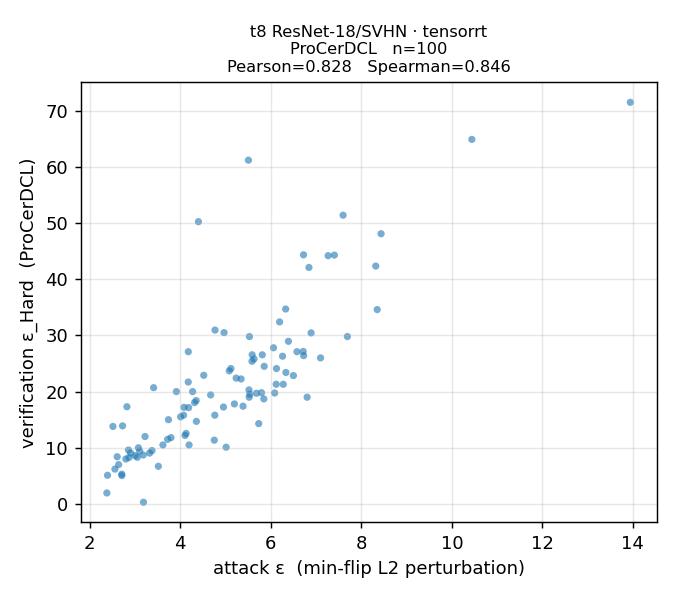 t8 ResNet-18/SVHN · tensorrt
ProCerDCL   n=100
Pearson=0.828   Spearman=0.846
verification ε_Hard  (ProCerDCL)
70
60
50
40
30
20
10
0
2 4 6 8 10 12 14
attack ε  (min-flip L2 perturbation)